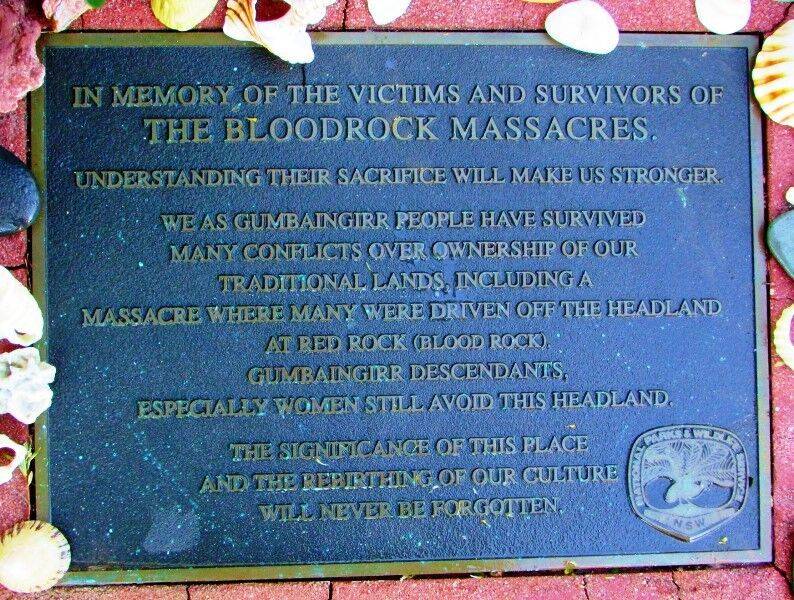 IN MEMORY OF THE VICTIMS AND SURVIVORS OF
THE BLOODROCK MASSACRES.
UNDERSTANDING THEIR SACRIFICE WILL MAKE US STRONGER.
WE AS GUMBAINGIRR PEOPLE HAVE SURVIVED
MANY CONFLICTS OVER OWNERSHIP OF OUR
TRADITIONAL LANDS, INCLUDING A
MASSACRE WHERE MANY WERE DRIVEN OFF THE HEADLAND
AT RED ROCK (BLOOD ROCK).
GUMBAINGIRR DESCENDANTS,
ESPECIALLY WOMEN STILL AVOID THIS HEADLAND.
THE SIGNIFICANCE OF THIS PLACE
AND THE REBIRTHING OF OUR CULTURE
WILL NEVER BE FORGOTTEN.
NATIONAL PARKS & WILDLIFE SERVICE
NSW